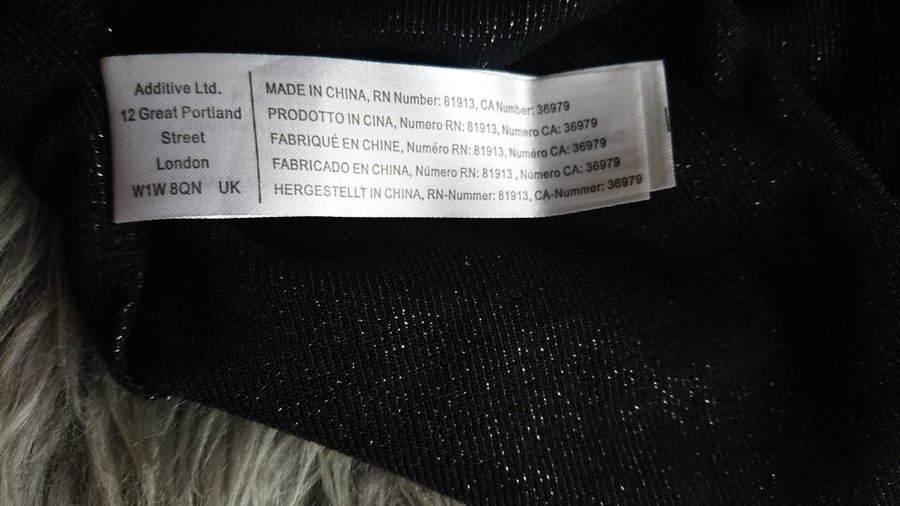 Additive Ltd.
12 Great Portland
Street
London
W1W 8QN UK
MADE IN CHINA, RN Number: 81913, CA Number: 36979
PRODOTTO IN CINA, Numero RN: 81913, Numero CA: 36979
FABRIQUÉ EN CHINE, Numéro RN: 81913, Numéro CA: 36979
FABRICADO EN CHINA, Número RN: 81913 , Número CA: 36979
HERGESTELLT IN CHINA, RN-Nummer: 81913, CA-Nummer: 36979